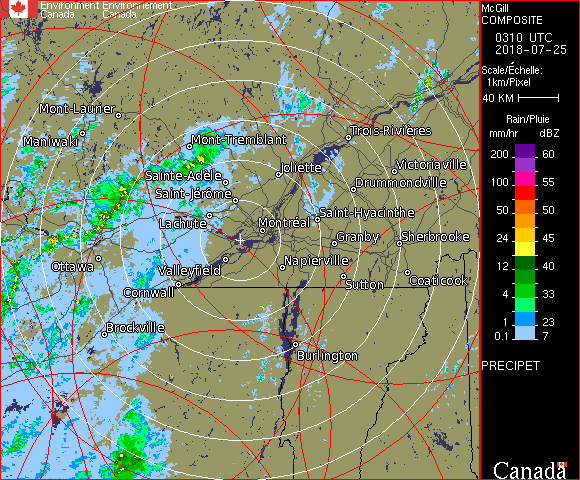 Environment Environnement
Canada Canada
McGill
COMPOSITE
0310 UTC
2018-07-25
Scale/Échelle:
1km/Pixel
40 KM
Rain/Pluie
mm/hr dBZ
200 60
100 55
50 50
24 45
12 40
4 33
1 23
0.1 7
PRECIPET
Canada
Mont-Laurier
Maniwaki
Mont-Tremblant
Trois-Rivières
Sainte-Adèle
Joliette
Victoriaville
Saint-Jérôme
Drummondville
Lachute
Montréal
Saint-Hyacinthe
Ottawa
Granby
Sherbrooke
Valleyfield
Napierville
Cornwall
Sutton
Coaticook
Brockville
Burlington